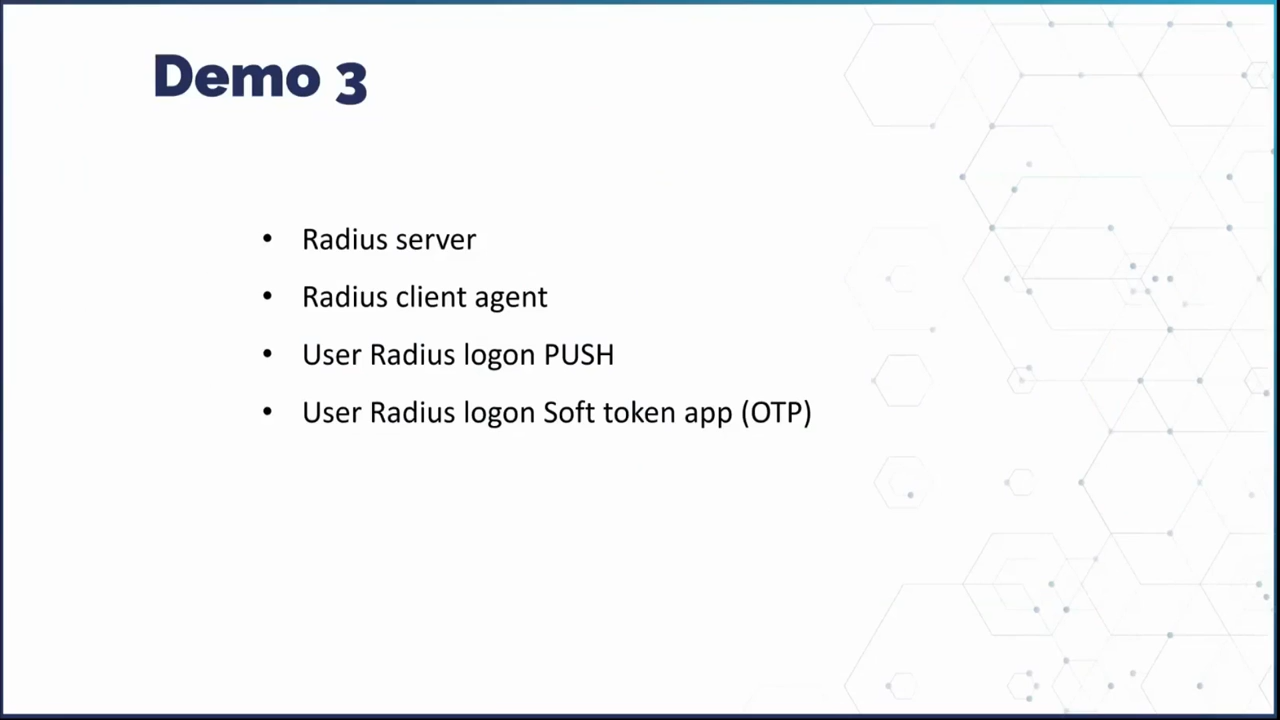 Demo 3
• Radius server
• Radius client agent
• User Radius logon PUSH
• User Radius logon Soft token app (OTP)